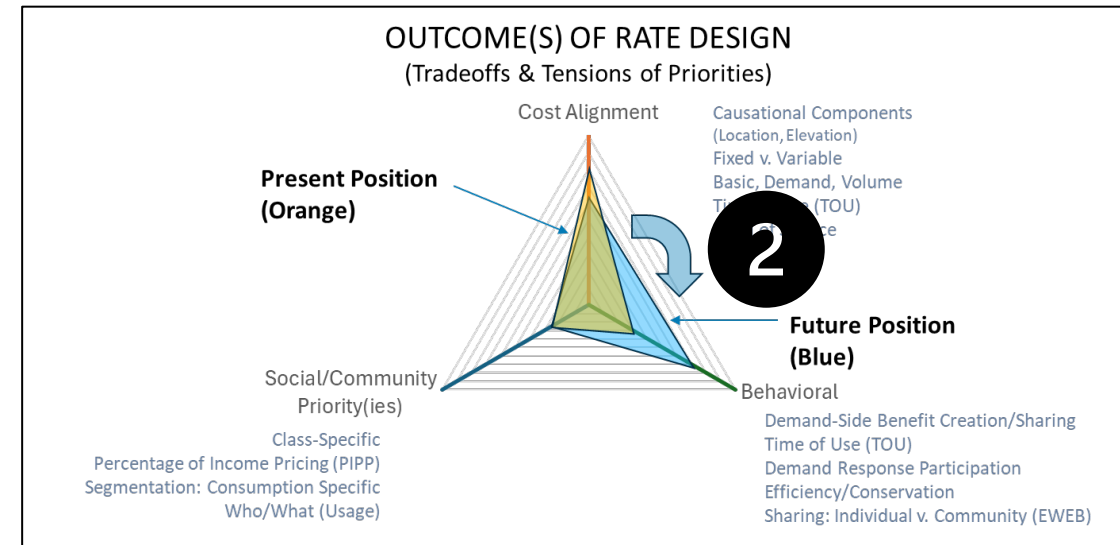 OUTCOME(S) OF RATE DESIGN
(Tradeoffs & Tensions of Priorities)
Cost Alignment
Causational Components
(Location, Elevation)
Fixed v. Variable
Basic, Demand, Volume
(TOU)
Present Position
(Orange)
2
Future Position
(Blue)
Social/Community
Priority(ies)
Class-Specific
Percentage of Income Pricing (PIPP)
Segmentation: Consumption Specific
Who/What (Usage)
Behavioral
Demand-Side Benefit Creation/Sharing
Time of Use (TOU)
Demand Response Participation
Efficiency/Conservation
Sharing: Individual v. Community (EWEB)